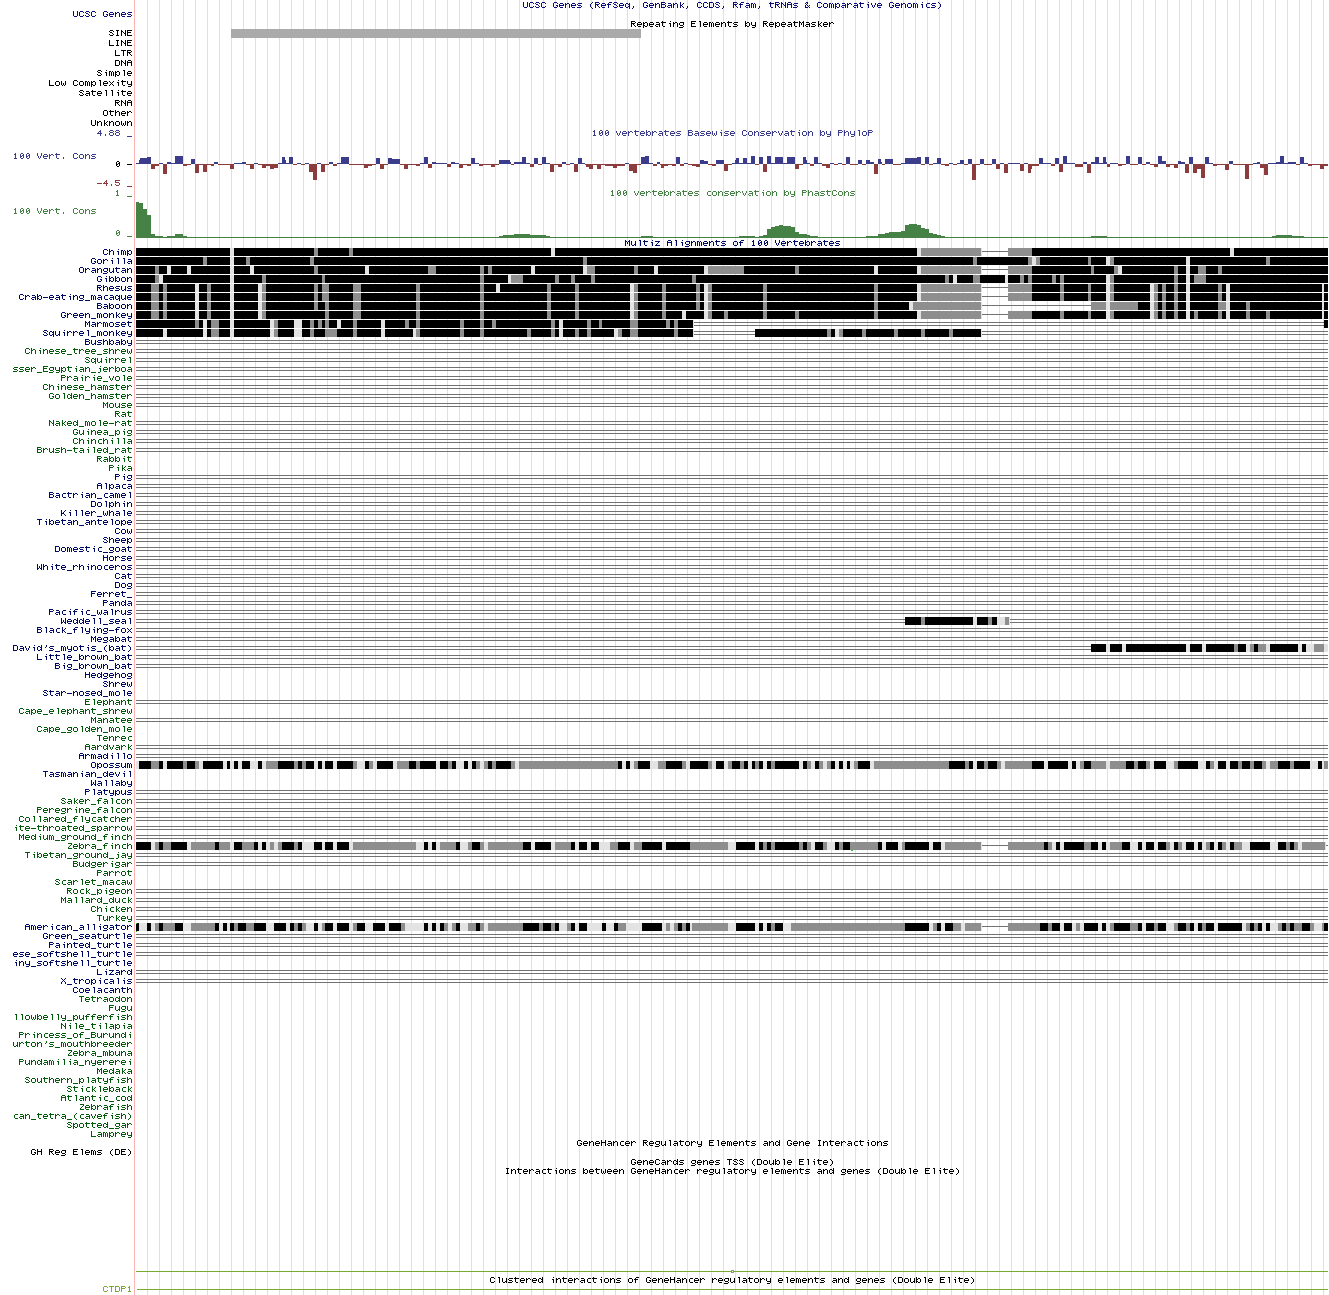 UCSC Genes (RefSeq, GenBank, CCDS, Rfam, tRNAs & Comparative Genomics)
UCSC Genes
Repeating Elements by RepeatMasker
SINE
LINE
LTR
DNA
Simple
Low Complexity
Satellite
RNA
Other
Unknown
4.88 _
100 vertebrates Basewise Conservation by PhyloP
100 Vert. Cons
0 _
-4.5 _
1 _
100 vertebrates conservation by PhastCons
100 Vert. Cons
0 _
Multiz Alignments of 100 Vertebrates
Chimp
Gorilla
Orangutan
Gibbon
Rhesus
Crab-eating_macaque
Baboon
Green_monkey
Marmoset
Squirrel_monkey
Bushbaby
Chinese_tree_shrew
Squirrel
sser_Egyptian_jerboa
Prairie_vole
Chinese_hamster
Golden_hamster
Mouse
Rat
Naked_mole-rat
Guinea_pig
Chinchilla
Brush-tailed_rat
Rabbit
Pika
Pig
Alpaca
Bactrian_camel
Dolphin
Killer_whale
Tibetan_antelope
Cow
Sheep
Domestic_goat
Horse
White_rhinoceros
Cat
Dog
Ferret_
Panda
Pacific_walrus
Weddell_seal
Black_flying-fox
Megabat
David's_myotis_(bat)
Little_brown_bat
Big_brown_bat
Hedgehog
Shrew
Star-nosed_mole
Elephant
Cape_elephant_shrew
Manatee
Cape_golden_mole
Tenrec
Aardvark
Armadillo
Opossum
Tasmanian_devil
Wallaby
Platypus
Saker_falcon
Peregrine_falcon
Collared_flycatcher
ite-throated_sparrow
Medium_ground_finch
Zebra_finch
Tibetan_ground_jay
Budgerigar
Parrot
Scarlet_macaw
Rock_pigeon
Mallard_duck
Chicken
Turkey
American_alligator
Green_seaturtle
Painted_turtle
ese_softshell_turtle
iny_softshell_turtle
Lizard
X_tropicalis
Coelacanth
Tetraodon
Fugu
llowbelly_pufferfish
Nile_tilapia
Princess_of_Burundi
urton's_mouthbreeder
Zebra_mbuna
Pundamilia_nyererei
Medaka
Southern_platyfish
Stickleback
Atlantic_cod
Zebrafish
can_tetra_(cavefish)
Spotted_gar
Lamprey
GeneHancer Regulatory Elements and Gene Interactions
GH Reg Elems (DE)
GeneCards genes TSS (Double Elite)
Interactions between GeneHancer regulatory elements and genes (Double Elite)
Clustered interactions of GeneHancer regulatory elements and genes (Double Elite)
CTDP1